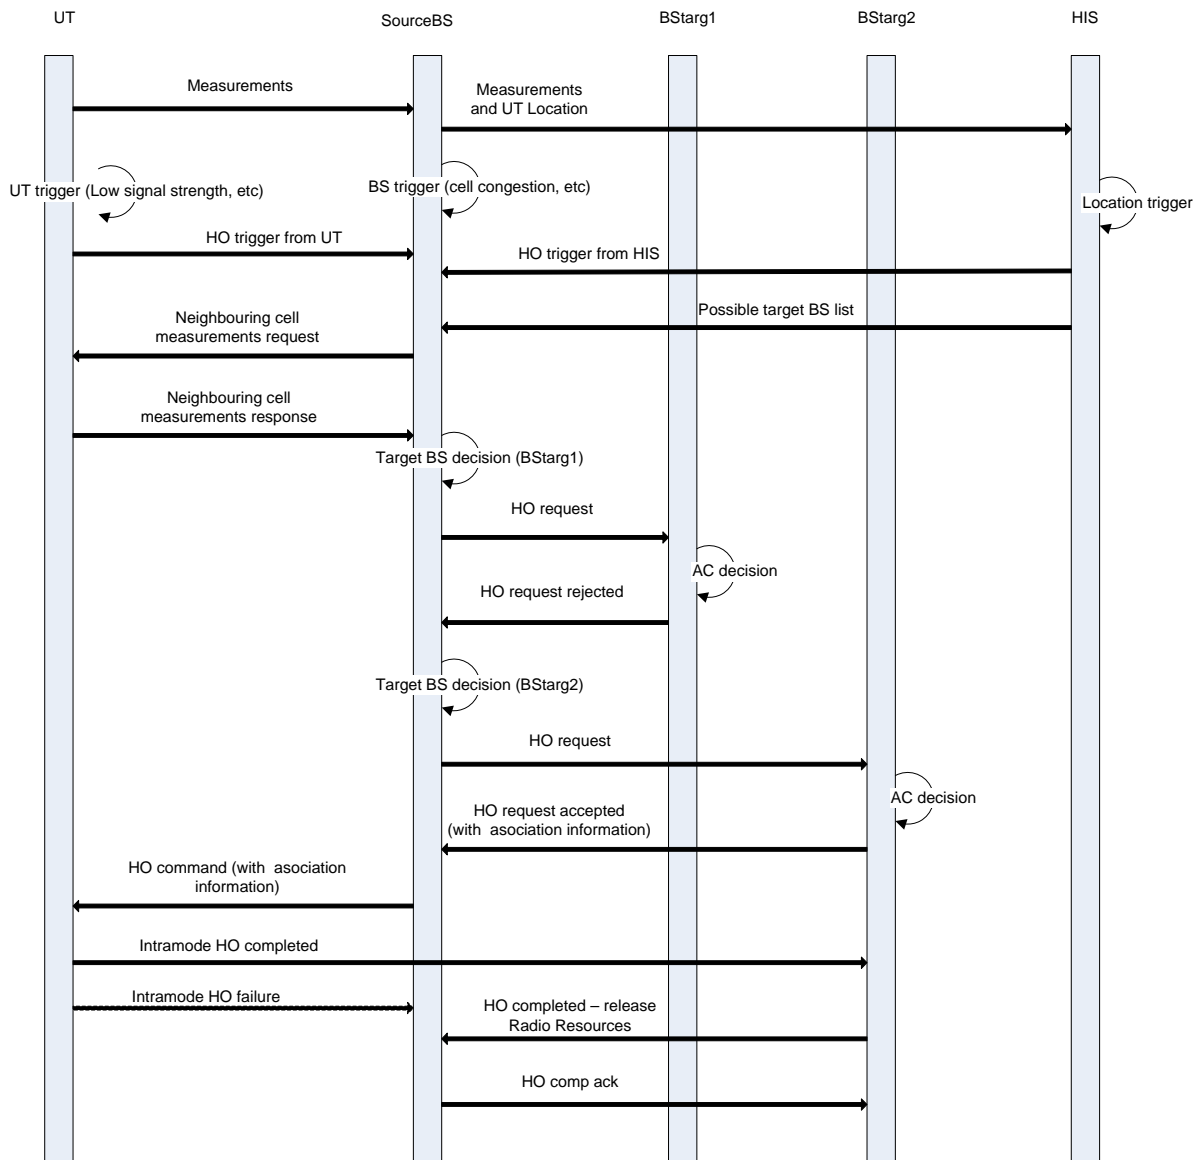 UT
SourceBS
BStarg1
BStarg2
HIS
Measurements
Measurements
and UT Location
UT trigger (Low signal strength, etc)
BS trigger (cell congestion, etc)
Location trigger
HO trigger from UT
HO trigger from HIS
Possible target BS list
Neighbouring cell
measurements request
Neighbouring cell
measurements response
Target BS decision (BStarg1)
HO request
AC decision
HO request rejected
Target BS decision (BStarg2)
HO request
AC decision
HO request accepted
(with  asociation information)
HO command (with  asociation
information)
Intramode HO completed
Intramode HO failure
HO completed – release
Radio Resources
HO comp ack